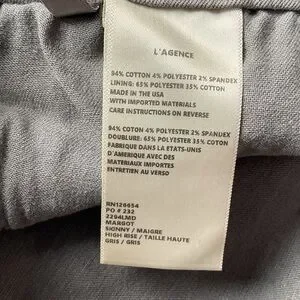 L'AGENCE
94% COTTON 4% POLYESTER 2% SPANDEX
LINING: 65% POLYESTER 35% COTTON
MADE IN THE USA
WITH IMPORTED MATERIALS
CARE INSTRUCTIONS ON REVERSE
94% COTTON 4% POLYESTER 2% SPANDEX
DOUBLURE: 65% POLYESTER 35% COTON
FABRIQUE DANS LA ETATS-UNIS
D'AMERIQUE AVEC DES
MATERIAUX IMPORTES
ENTRETIEN AU VERSO
RN126654
PO # 232
2294LMD
MARGOT
SKINNY / MAIGRE
HIGH RISE / TAILLE HAUTE
GRIS / GRIS